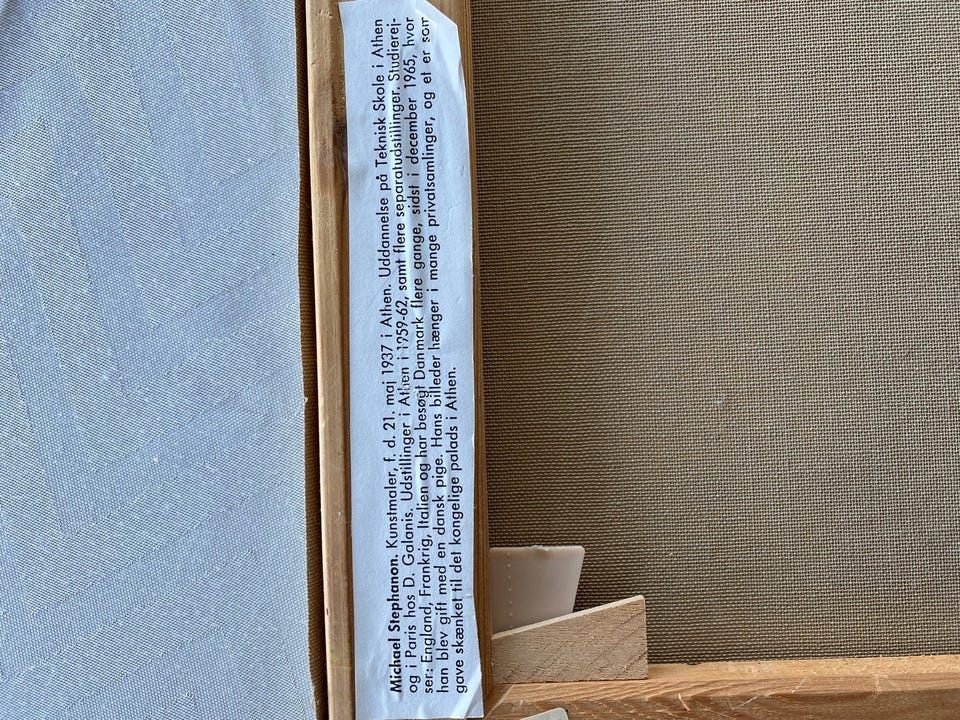 Michael Stephanon. Kunstmaler, f. d. 21. maj 1937 i Athen. Uddannelse på Teknisk Skole i Athen
og i Paris hos D. Galanis. Udstillinger i Athen i 1959-62, samt flere separatudstillinger. Studierej-
ser: England, Frankrig, Italien og har besøgt Danmark flere gange, sidst i december 1965, hvor
han blev gift med en dansk pige. Hans billeder hænger i mange privatsamlinger, og et er som
gave skænket til det kongelige palads i Athen.